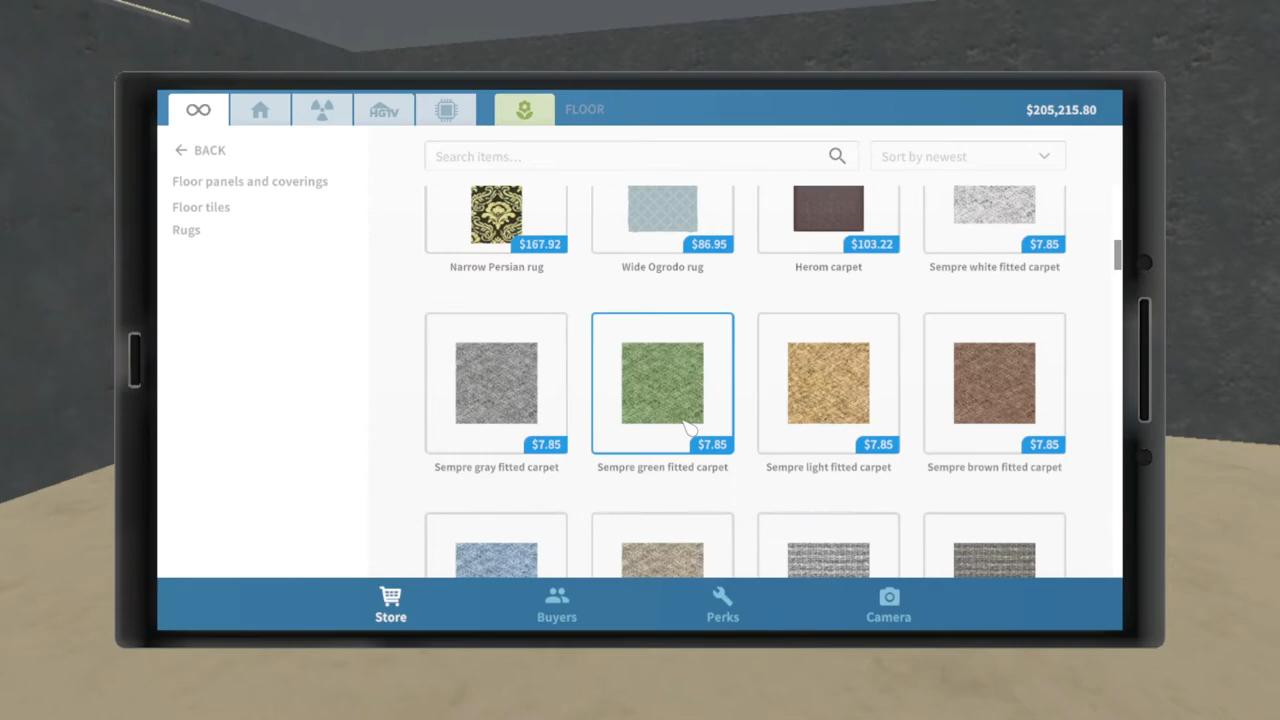 HGTV
FLOOR
$205,215.80
BACK
Search items...
Sort by newest
Floor panels and coverings
Floor tiles
Rugs
$167.92
$86.95
$103.22
$7.85
Narrow Persian rug
Wide Ogrodo rug
Herom carpet
Sempre white fitted carpet
$7.85
$7.85
$7.85
$7.85
Sempre gray fitted carpet
Sempre green fitted carpet
Sempre light fitted carpet
Sempre brown fitted carpet
Store
Buyers
Perks
Camera